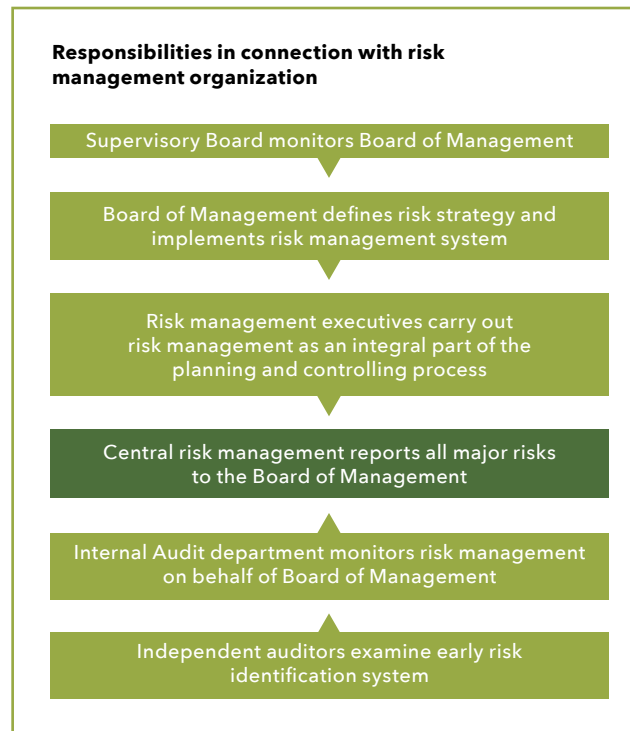 Responsibilities in connection with risk
management organization
Supervisory Board monitors Board of Management
Board of Management defines risk strategy and
implements risk management system
Risk management executives carry out
risk management as an integral part of the
planning and controlling process
Central risk management reports all major risks
to the Board of Management
Internal Audit department monitors risk management
on behalf of Board of Management
Independent auditors examine early risk
identification system